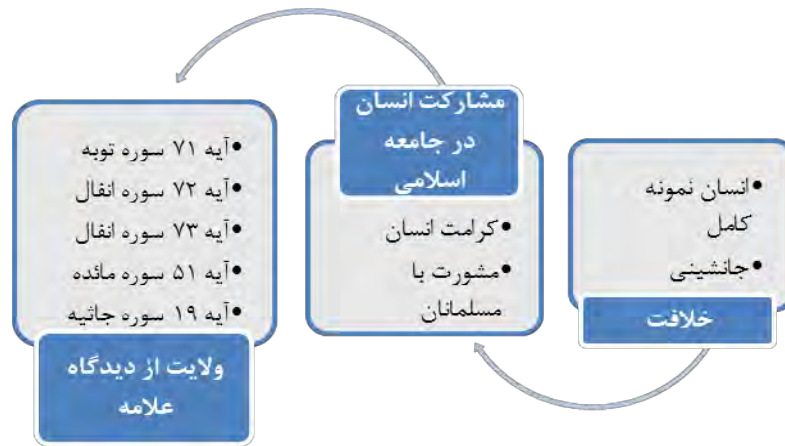 •انسان نمونه
کامل
•جانشینی
خلافت
مشارکت انسان
در جامعه
اسلامی
•کرامت انسان
•مشورت با
مسلمانان
•آیه ۷۱ سوره توبه
•آیه ۷۲ سوره انفال
•آیه ۷۳ سوره انفال
•آیه ۵۱ سوره مائده
•آیه ۱۹ سوره جاثیه
ولایت از دیدگاه
علامه